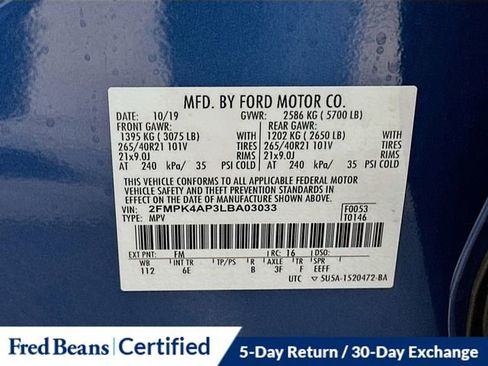 MFD. BY FORD MOTOR CO.
DATE: 10/19 GVWR: 2586 KG ( 5700 LB)
FRONT GAWR: REAR GAWR:
1395 KG ( 3075 LB) WITH 1202 KG ( 2650 LB) WITH
265/40R21 101V TIRES 265/40R21 101V TIRES
21x9.0J RIMS 21x9.0J RIMS
AT 240 kPa/ 35 PSI COLD AT 240 kPa/ 35 PSI COLD
THIS VEHICLE CONFORMS TO ALL APPLICABLE
FEDERAL MOTOR VEHICLE SAFETY AND THEFT
PREVENTION STANDARDS IN EFFECT ON THE DATE
OF MANUFACTURE SHOWN ABOVE.
VIN: 2FMPK4AP3LBA03033 F0053
TYPE: MPV T0146
EXT PNT: FM RC: 16 DSO:
WB INT TR TP/PS R AXLE TR SPR
112 6E B 3F F EEFF
UTC 5U5A-1520472-BA
Fred Beans Certified 5-Day Return / 30-Day Exchange